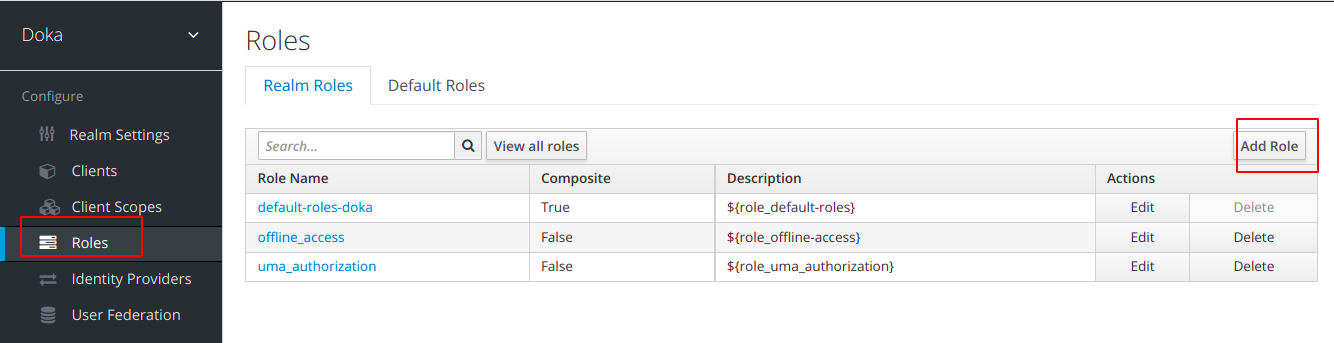 Doka
Configure
Realm Settings
Clients
Client Scopes
Roles
Identity Providers
User Federation
Roles
Realm Roles Default Roles
Search... View all roles Add Role
Role Name Composite Description Actions
default-roles-doka True ${role_default-roles} Edit Delete
offline_access False ${role_offline-access} Edit Delete
uma_authorization False ${role_uma_authorization} Edit Delete